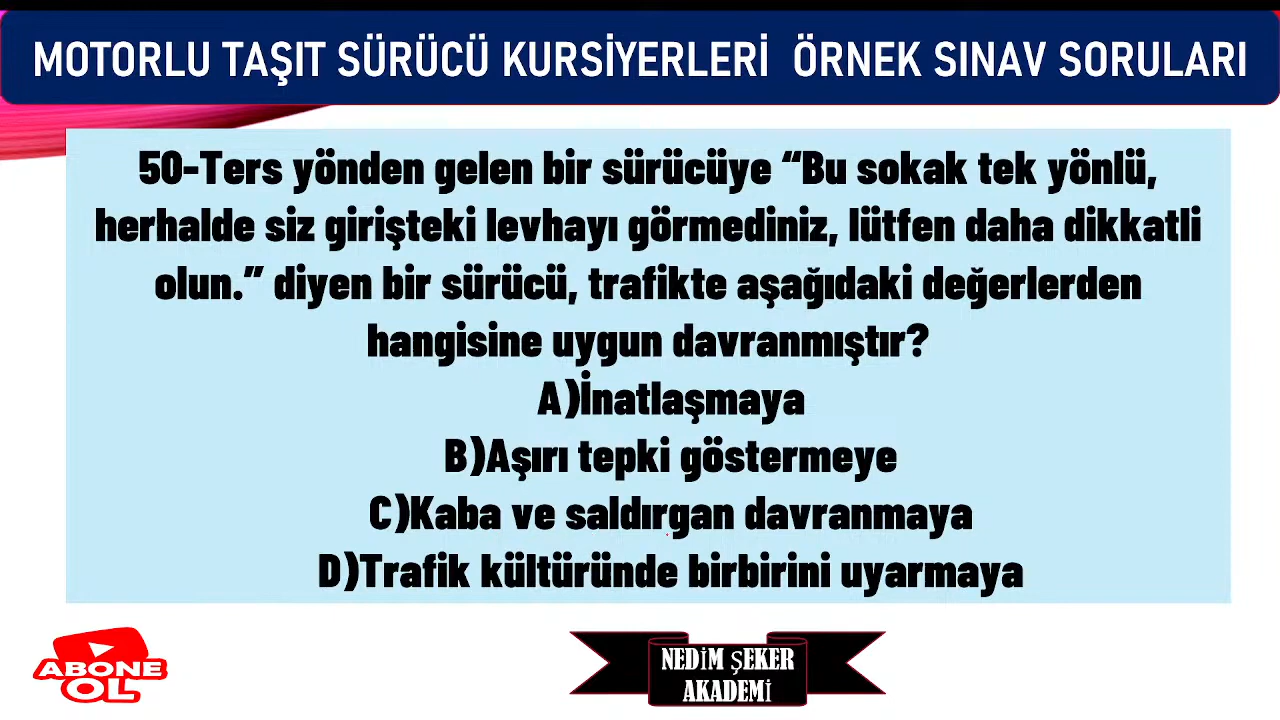 MOTORLU TAŞIT SÜRÜCÜ KURSİYERLERİ ÖRNEK SINAV SORULARI
50-Ters yönden gelen bir sürücüye “Bu sokak tek yönlü,
herhalde siz girişteki levhayı görmediniz, lütfen daha dikkatli
olun.” diyen bir sürücü, trafikte aşağıdaki değerlerden
hangisine uygun davranmıştır?
A)İnatlaşmaya
B)Aşırı tepki göstermeye
C)Kaba ve saldırgan davranmaya
D)Trafik kültüründe birbirini uyarmaya
ABONE
OL
NEDİM ŞEKER
AKADEMİ